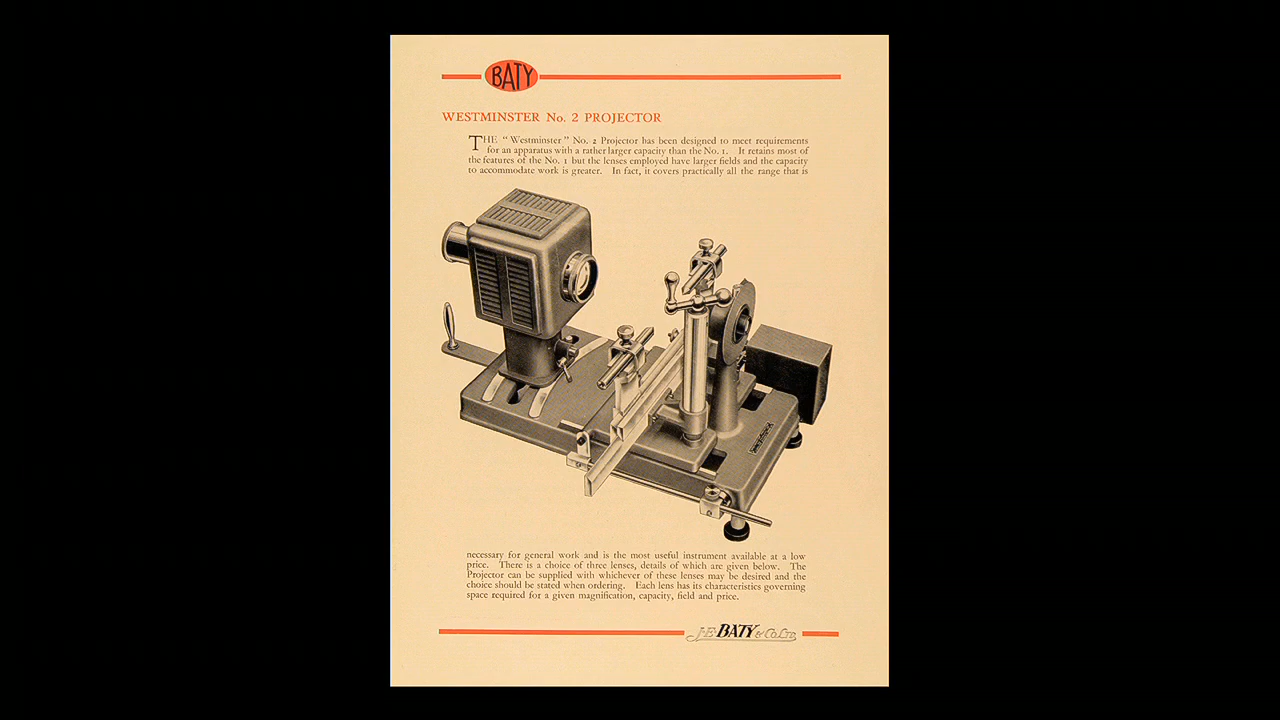 BATY
WESTMINSTER No. 2 PROJECTOR
THE "Westminster" No. 2 Projector has been designed to meet requirements
for an apparatus with a rather larger capacity than the No. 1. It retains most of
the features of the No. 1 but the lenses employed have larger fields and the capacity
to accommodate work is greater. In fact, it covers practically all the range that is
necessary for general work and is the most useful instrument available at a low
price. There is a choice of three lenses, details of which are given below. The
Projector can be supplied with whichever of these lenses may be desired and the
choice should be stated when ordering. Each lens has its characteristics governing
space required for a given magnification, capacity, field and price.
J·E·BATY & Co LTD